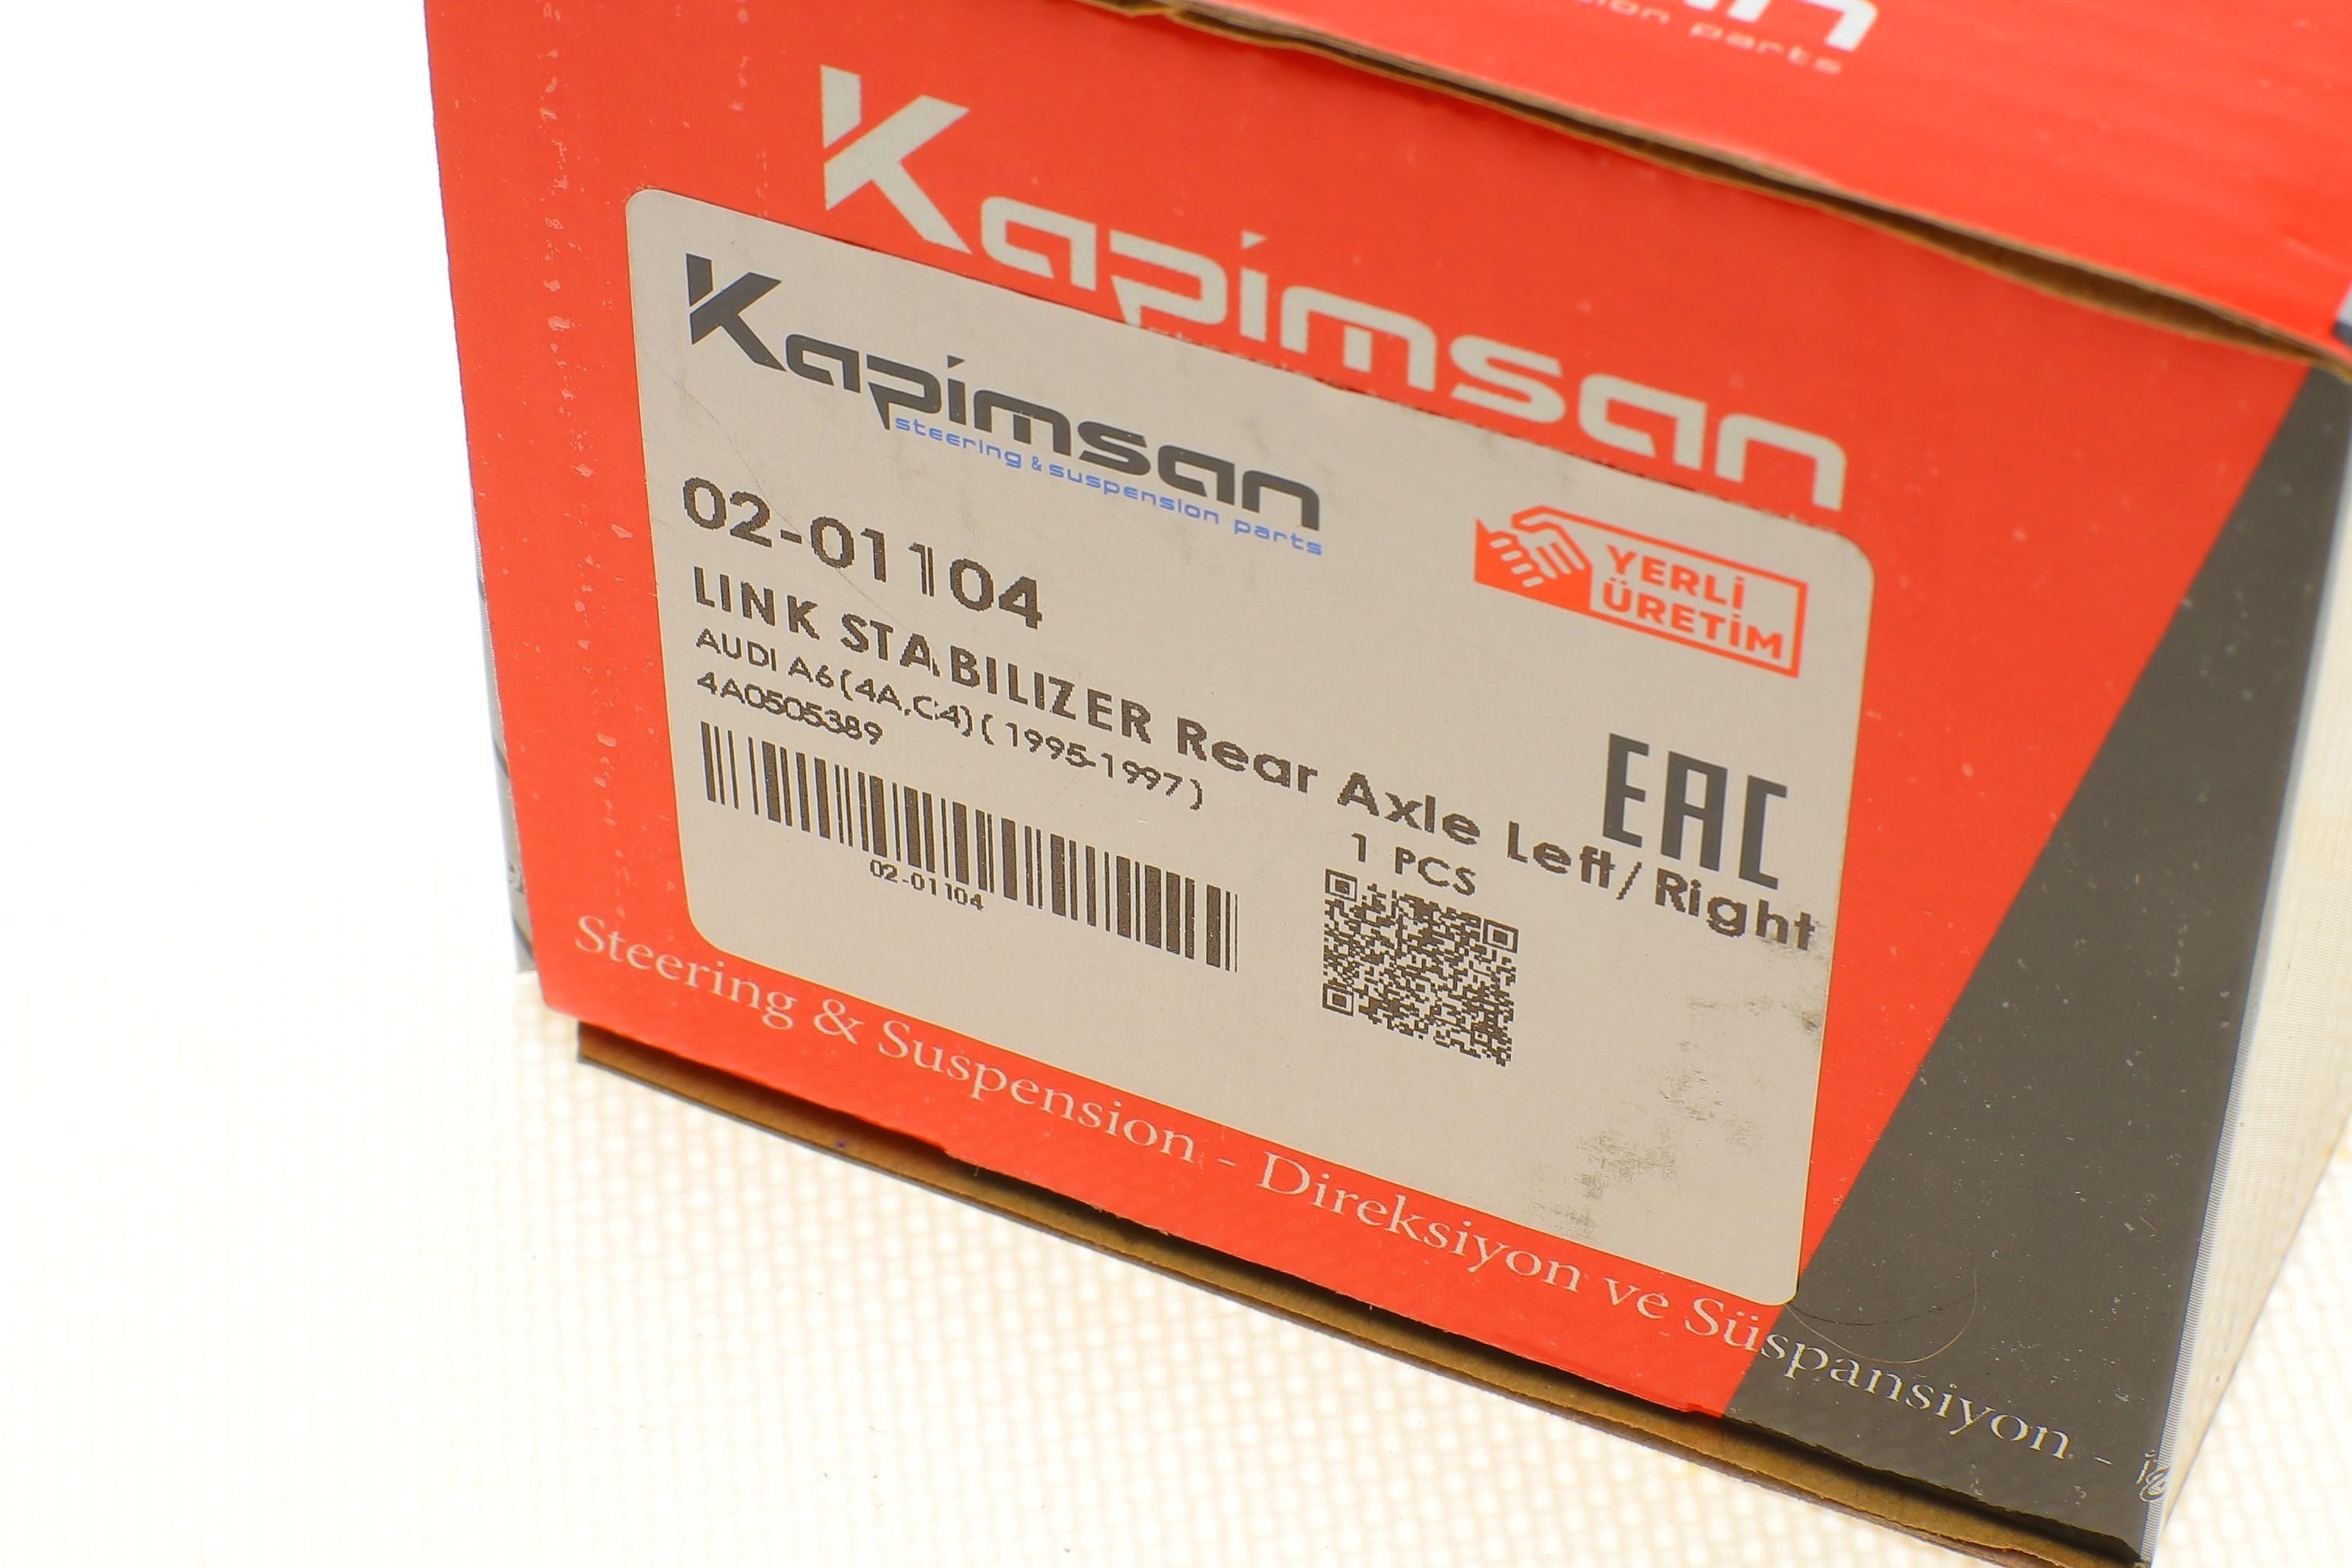 parts
Kapimsan
Kapimsan
steering & suspension parts
02-01104
YERLİ
ÜRETİM
LINK STABILIZER Rear Axle Left/Right
AUDI A6 (4A,C4) ( 1995-1997 )
4A0505389
EAC
1 PCS
02-01104
Steering & Suspension - Direksiyon ve Süspansiyon -